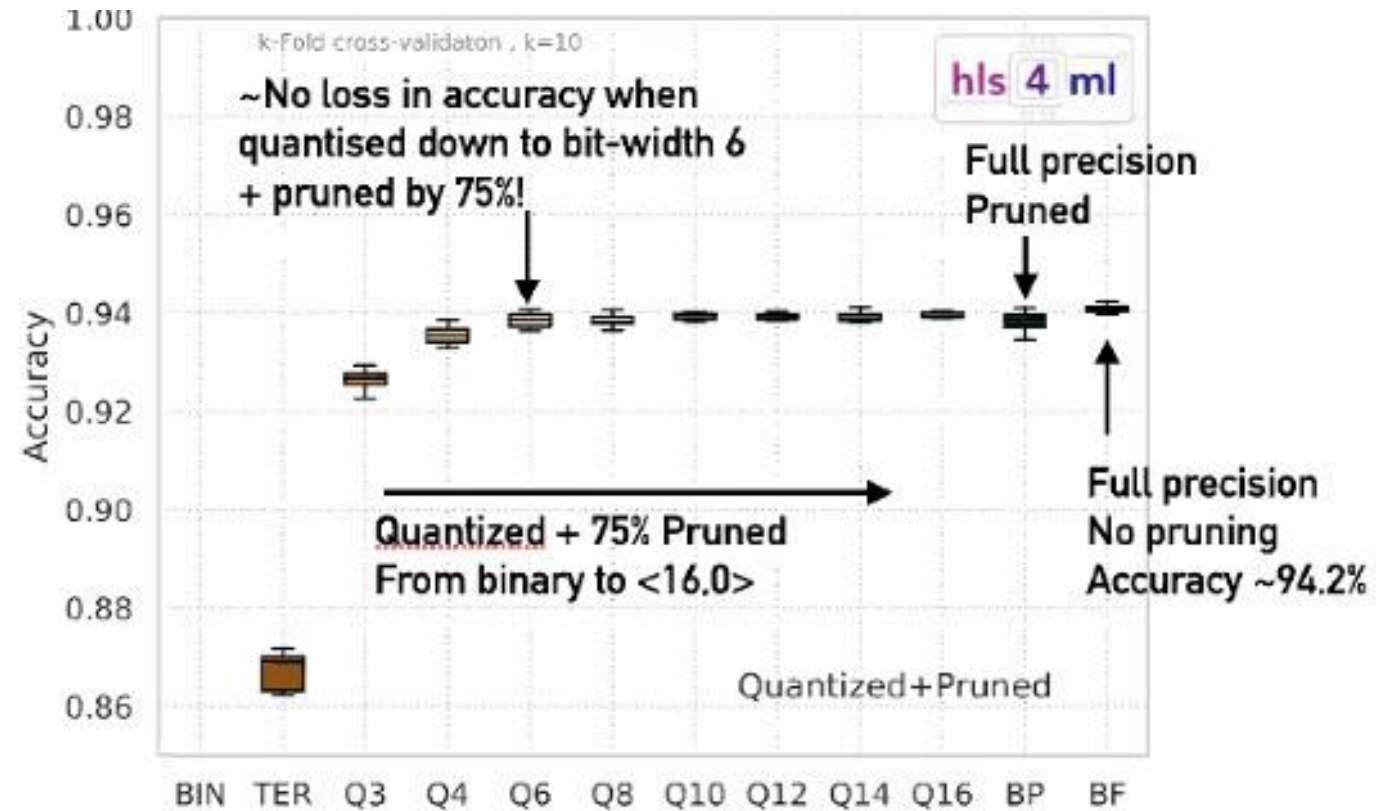 1.00
k-Fold cross-validaton , k=10
hls 4 ml
~No loss in accuracy when
quantised down to bit-width 6
+ pruned by 75%!
0.98
Full precision
Pruned
0.96
0.94
Accuracy
0.92
0.90
Quantized + 75% Pruned
From binary to <16,0>
Full precision
No pruning
Accuracy ~94.2%
0.88
Quantized+Pruned
0.86
BIN TER Q3 Q4 Q6 Q8 Q10 Q12 Q14 Q16 BP BF